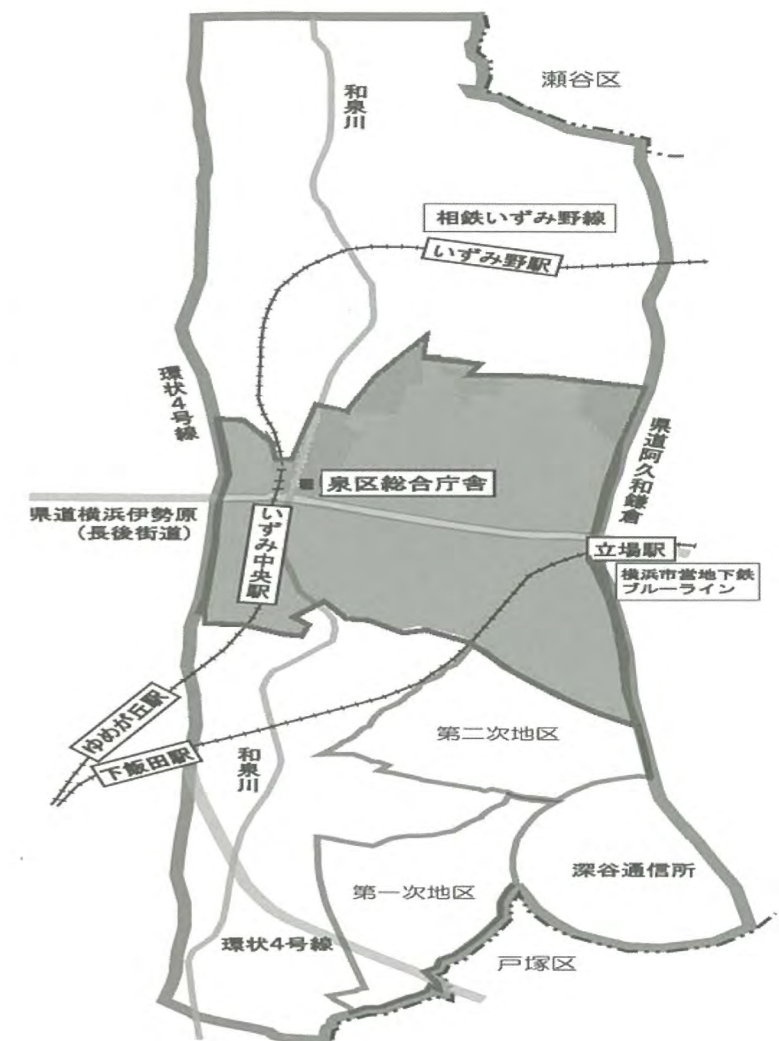 瀬谷区
和泉川
相鉄いずみ野線
いずみ野駅
環状4号線
県道阿久和鎌倉
泉区総合庁舎
県道横浜伊勢原
(長後街道)
いずみ中央駅
立場駅
横浜市営地下鉄
ブルーライン
ゆめが丘駅
下飯田駅
和泉川
第二次地区
深谷通信所
第一次地区
環状4号線
戸塚区